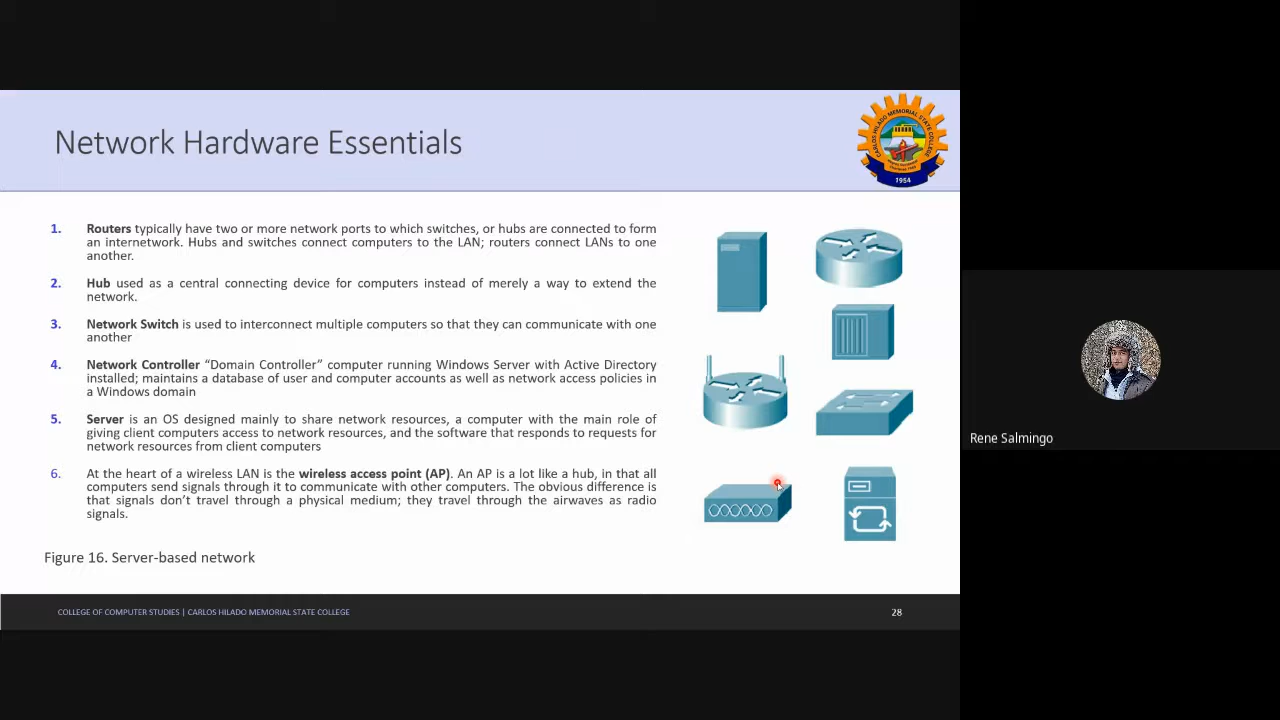 Network Hardware Essentials
CARLOS HILADO MEMORIAL STATE COLLEGE
1954
1. Routers typically have two or more network ports to which switches, or hubs are connected to form
an internetwork. Hubs and switches connect computers to the LAN; routers connect LANs to one
another.
2. Hub used as a central connecting device for computers instead of merely a way to extend the
network.
3. Network Switch is used to interconnect multiple computers so that they can communicate with one
another
4. Network Controller “Domain Controller” computer running Windows Server with Active Directory
installed; maintains a database of user and computer accounts as well as network access policies in
a Windows domain
5. Server is an OS designed mainly to share network resources, a computer with the main role of
giving client computers access to network resources, and the software that responds to requests for
network resources from client computers
6. At the heart of a wireless LAN is the wireless access point (AP). An AP is a lot like a hub, in that all
computers send signals through it to communicate with other computers. The obvious difference is
that signals don’t travel through a physical medium; they travel through the airwaves as radio
signals.
Figure 16. Server-based network
COLLEGE OF COMPUTER STUDIES | CARLOS HILADO MEMORIAL STATE COLLEGE
28
Rene Salmingo